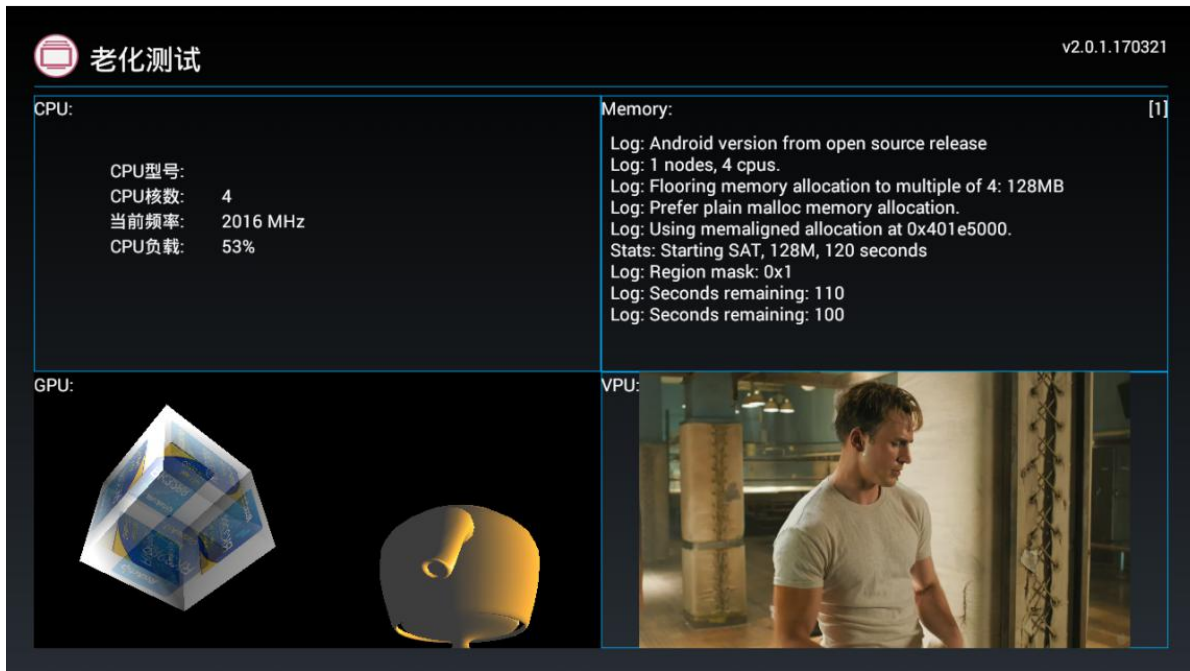 老化测试
v2.0.1.170321
CPU:
CPU型号:
CPU核数: 4
当前频率: 2016 MHz
CPU负载: 53%
Memory: [1]
Log: Android version from open source release
Log: 1 nodes, 4 cpus.
Log: Flooring memory allocation to multiple of 4: 128MB
Log: Prefer plain malloc memory allocation.
Log: Using memaligned allocation at 0x401e5000.
Stats: Starting SAT, 128M, 120 seconds
Log: Region mask: 0x1
Log: Seconds remaining: 110
Log: Seconds remaining: 100
GPU:
VPU: